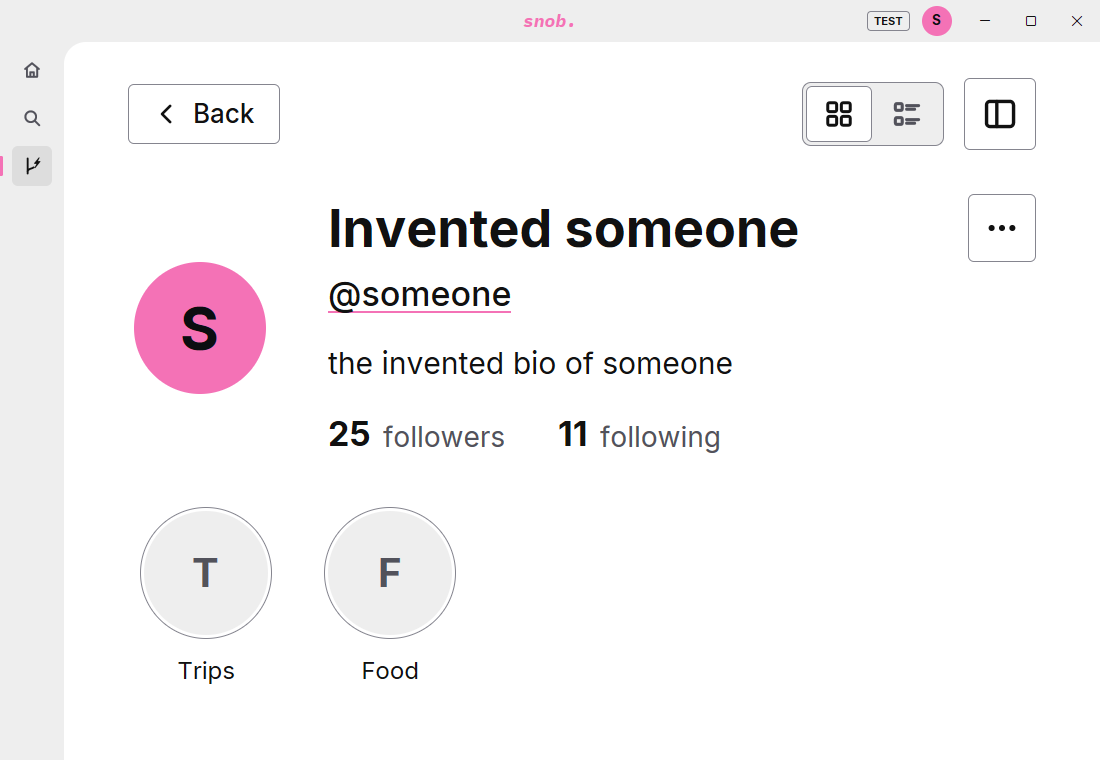 snob.
TEST
S
Back
Invented someone
@someone
S
the invented bio of someone
25 followers 11 following
T F
Trips Food